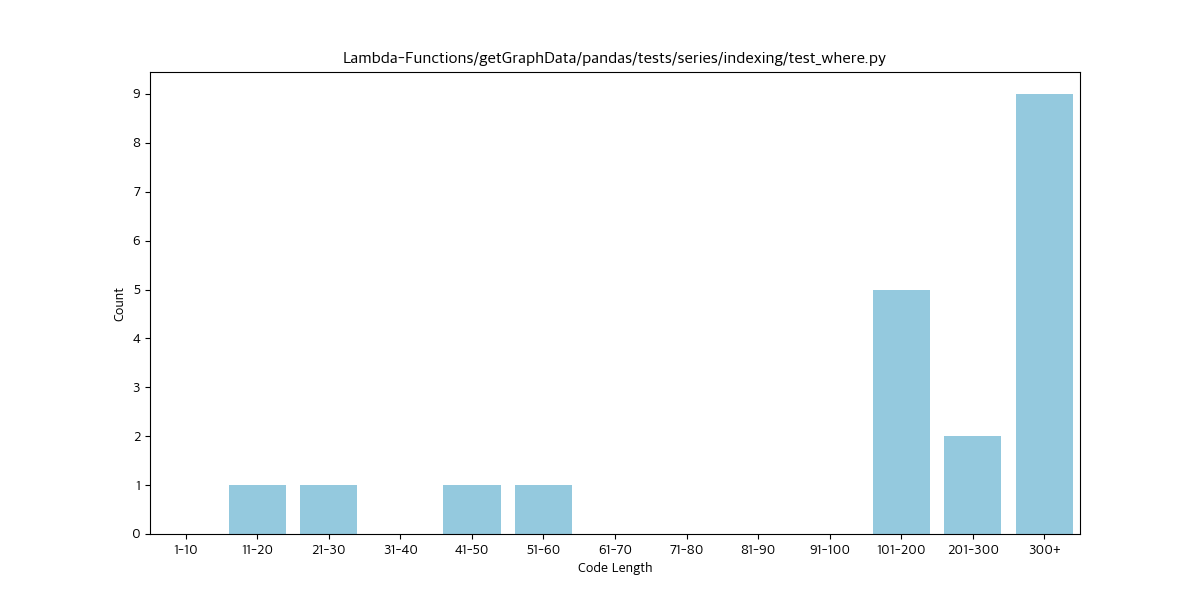 Lambda-Functions/getGraphData/pandas/tests/series/indexing/test_where.py
9
8
7
6
5
4
3
2
1
0
Count
1-10 11-20 21-30 31-40 41-50 51-60 61-70 71-80 81-90 91-100 101-200 201-300 300+
Code Length